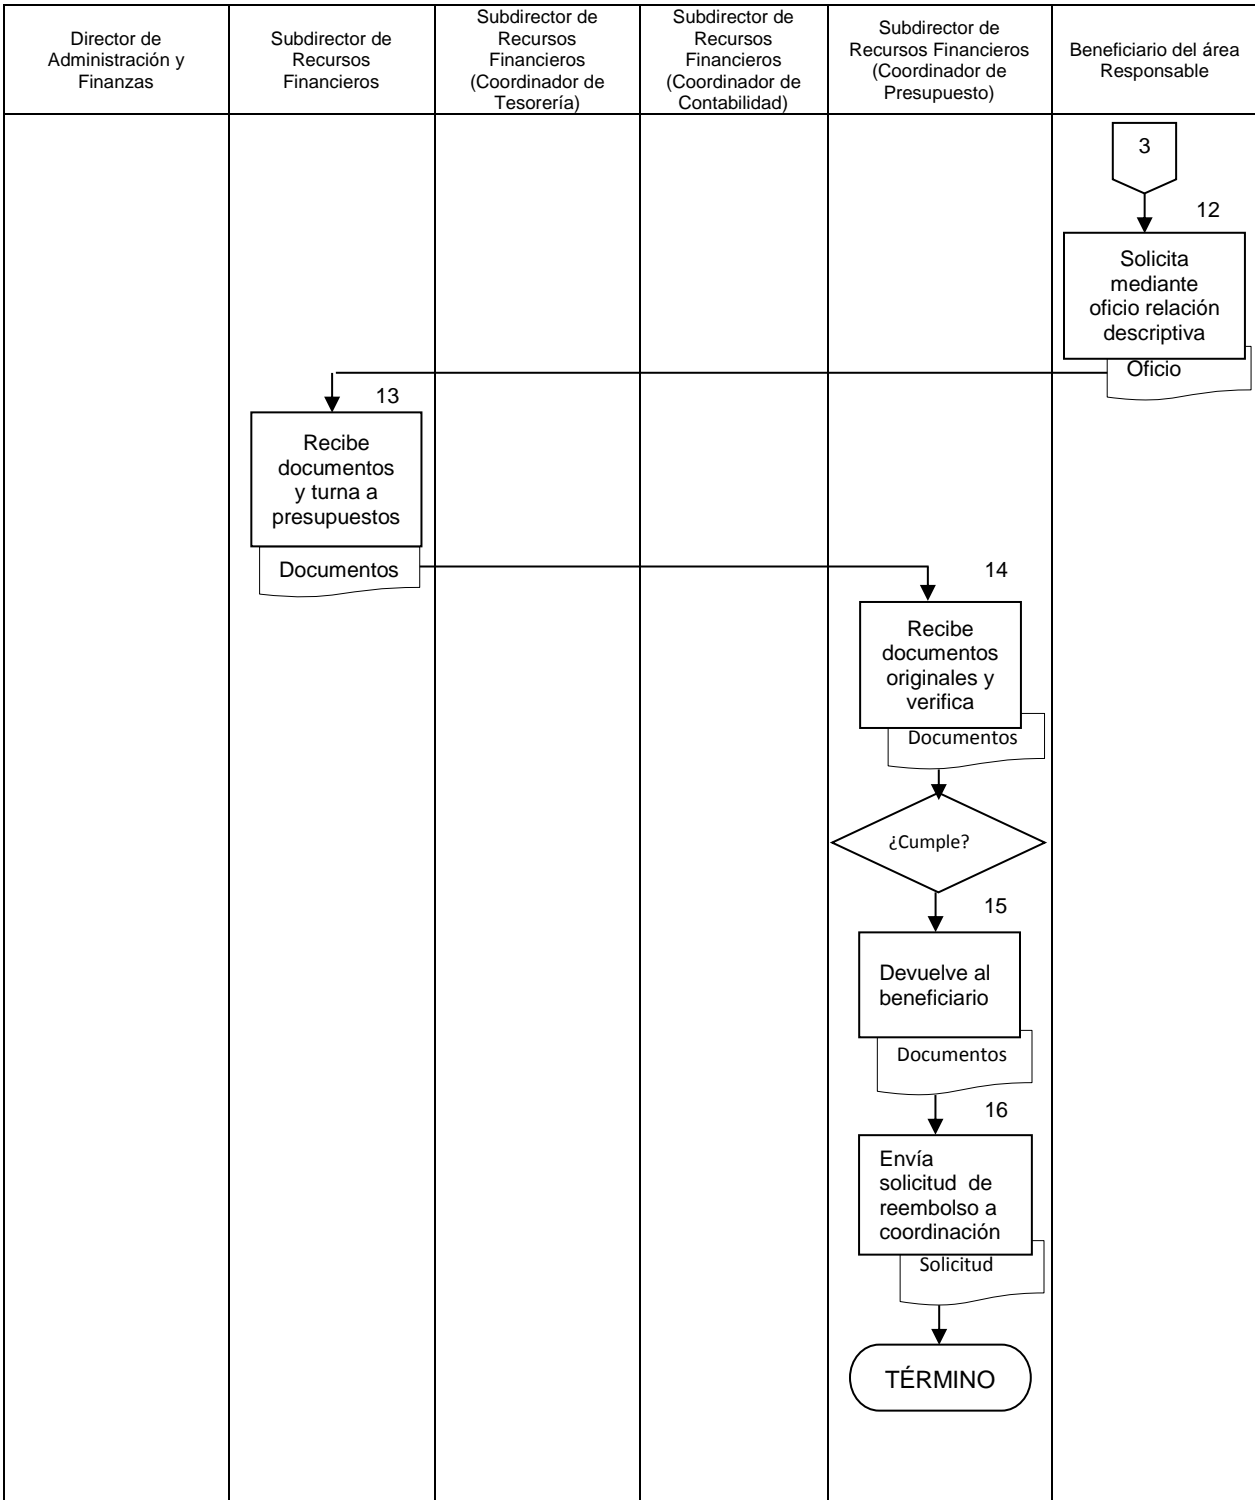 Director de
Administración y
Finanzas
Subdirector de
Recursos
Financieros
Subdirector de
Recursos
Financieros
(Coordinador de
Tesorería)
Subdirector de
Recursos
Financieros
(Coordinador de
Contabilidad)
Subdirector de
Recursos Financieros
(Coordinador de
Presupuesto)
Beneficiario del área
Responsable
3
12
Solicita
mediante
oficio relación
descriptiva
Oficio
13
Recibe
documentos
y turna a
presupuestos
Documentos
14
Recibe
documentos
originales y
verifica
Documentos
¿Cumple?
15
Devuelve al
beneficiario
Documentos
16
Envía
solicitud de
reembolso a
coordinación
Solicitud
TÉRMINO